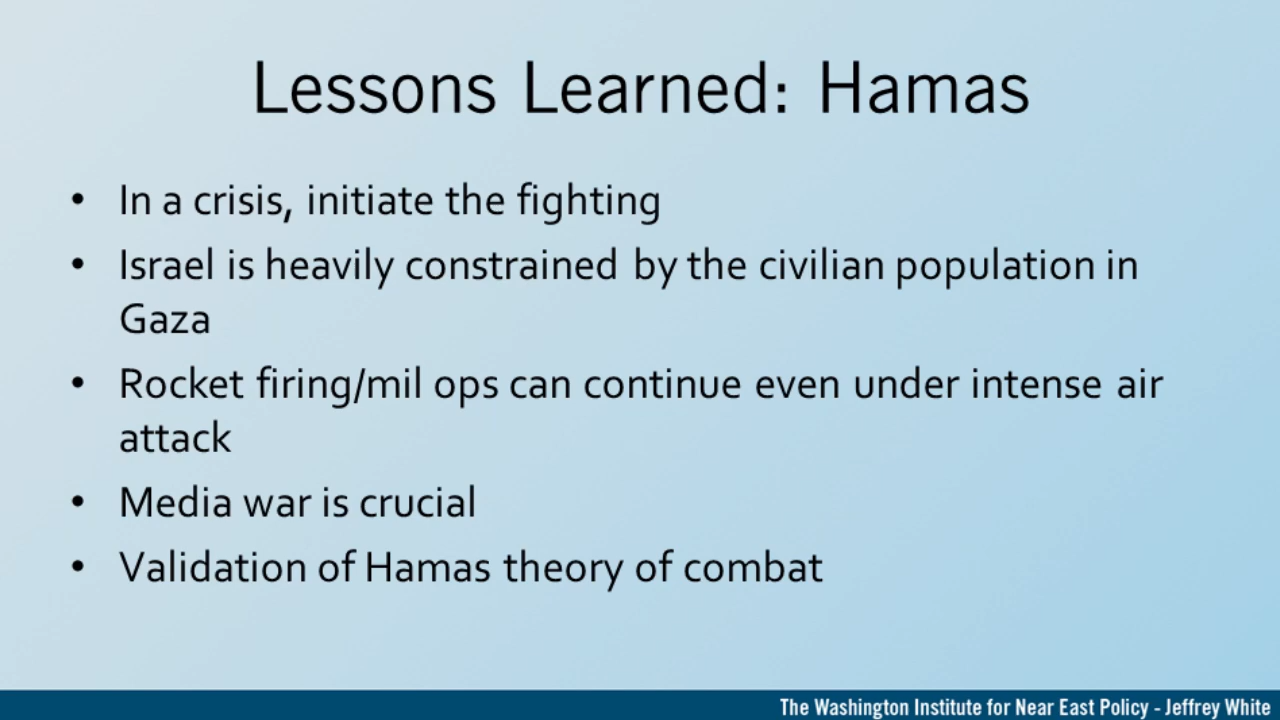 Lessons Learned: Hamas
• In a crisis, initiate the fighting
• Israel is heavily constrained by the civilian population in
Gaza
• Rocket firing/mil ops can continue even under intense air
attack
• Media war is crucial
• Validation of Hamas theory of combat
The Washington Institute for Near East Policy - Jeffrey White